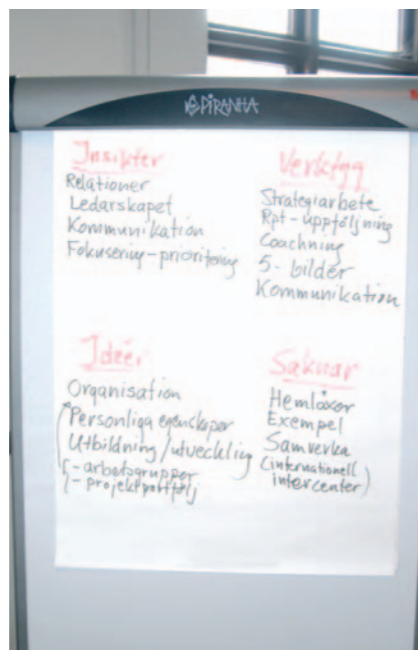 PIRANHA
Insikter
Relationer
Ledarskapet
Kommunikation
Fokusering-prioritering
Verktyg
Strategiarbete
Rpt-uppföljning
Coachning
5-bilder
Kommunikation
Idéer
Organisation
Personliga egenskaper
Utbildning/utveckling
- arbetsgrupper
- projektportfölj
Saknar
Hemläxor
Exempel
Samverka
(internationell
intercenter)